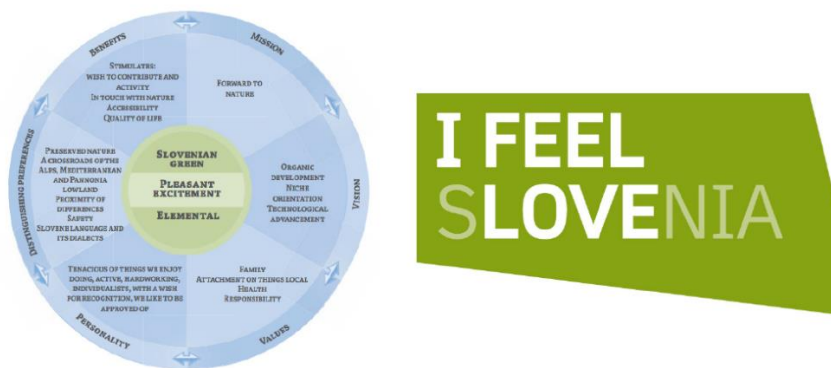 BENEFITS
STIMULATES:
WISH TO CONTRIBUTE AND
ACTIVITY
IN TOUCH WITH NATURE
ACCESSIBILITY
QUALITY OF LIFE
MISSION
FORWARD TO
NATURE
DISTINGUISHING PREFERENCES
PRESERVED NATURE
A CROSSROADS OF THE
ALPS, MEDITERRANEAN
AND PANNONIA
LOWLAND
PROXIMITY OF
DIFFERENCES
SAFETY
SLOVENE LANGUAGE AND
ITS DIALECTS
SLOVENIAN
GREEN
PLEASANT
EXCITEMENT
ELEMENTAL
ORGANIC
DEVELOPMENT
NICHE
ORIENTATION
TECHNOLOGICAL
ADVANCEMENT
VISION
TENACIOUS OF THINGS WE ENJOY
DOING, ACTIVE, HARDWORKING,
INDIVIDUALISTS, WITH A WISH
FOR RECOGNITION, WE LIKE TO BE
APPROVED OF
PERSONALITY
FAMILY
ATTACHMENT ON THINGS LOCAL
HEALTH
RESPONSIBILITY
VALUES
I FEEL
SLOVENIA